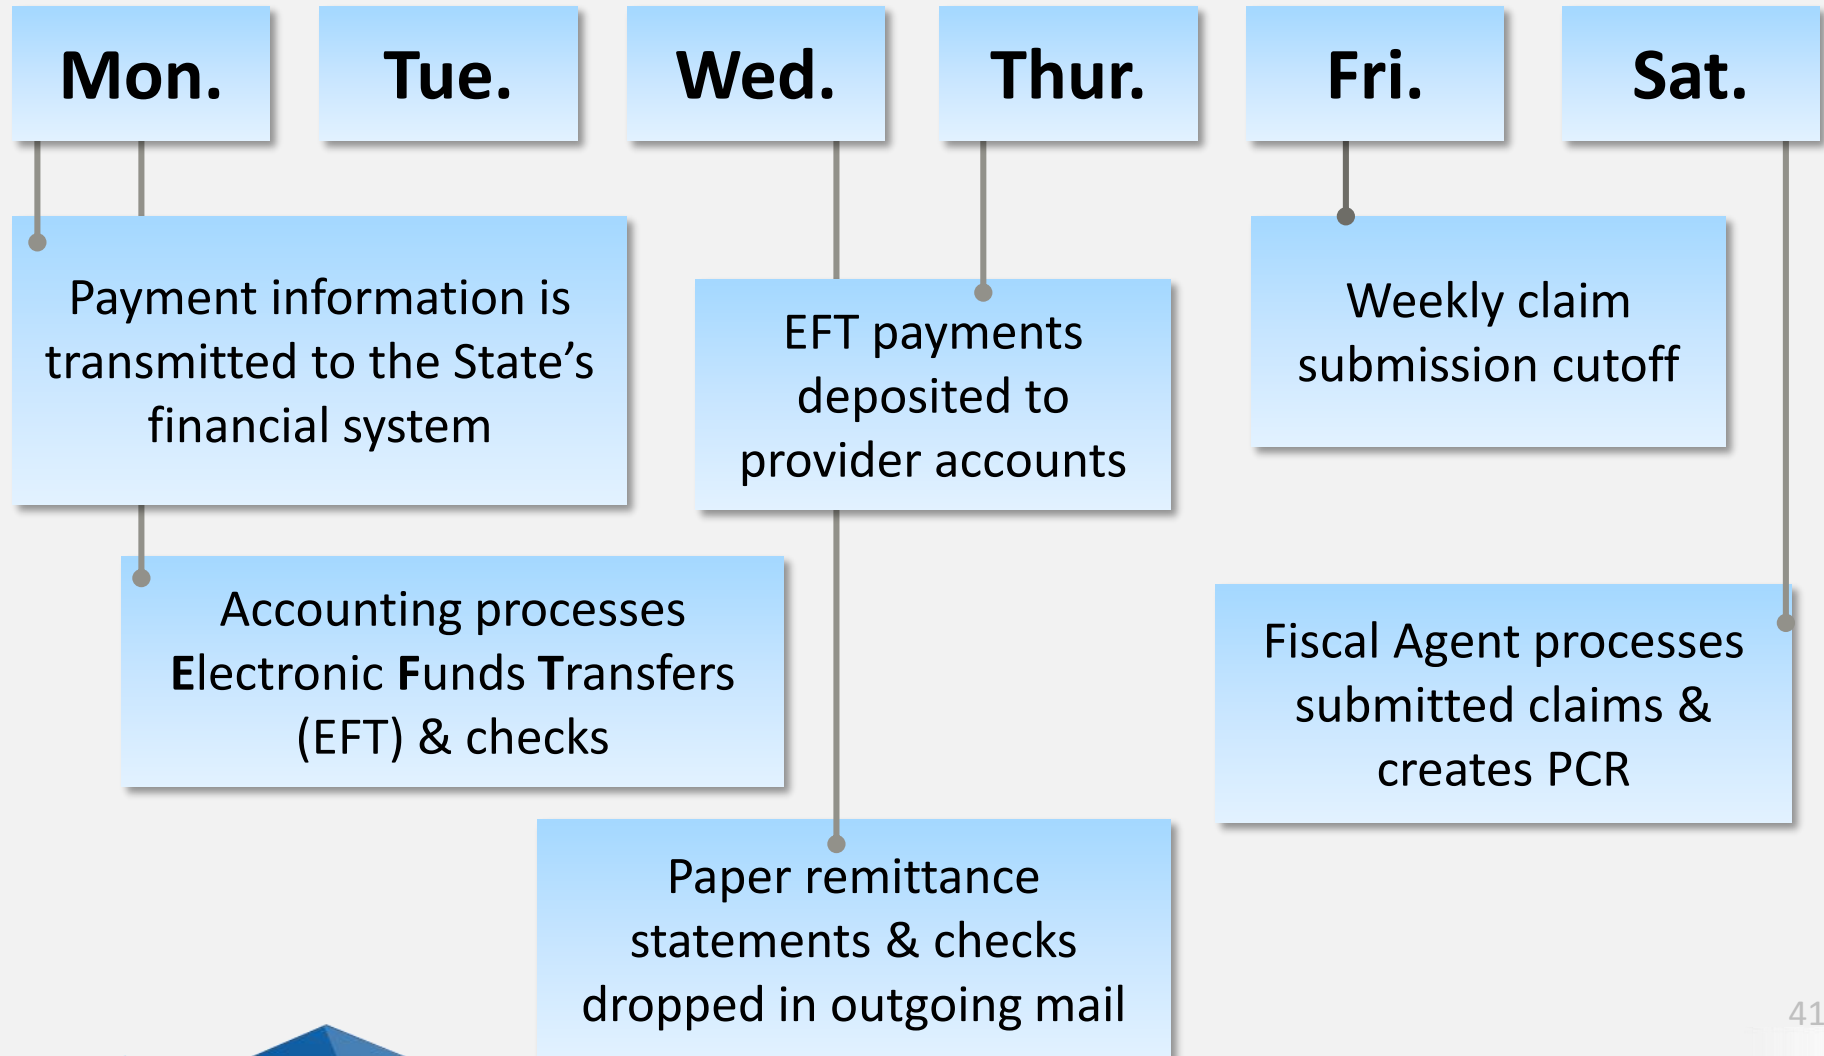 Mon.
Tue.
Wed.
Thur.
Fri.
Sat.
Payment information is
transmitted to the State’s
financial system
EFT payments
deposited to
provider accounts
Weekly claim
submission cutoff
Accounting processes
Electronic Funds Transfers
(EFT) & checks
Fiscal Agent processes
submitted claims &
creates PCR
Paper remittance
statements & checks
dropped in outgoing mail
41